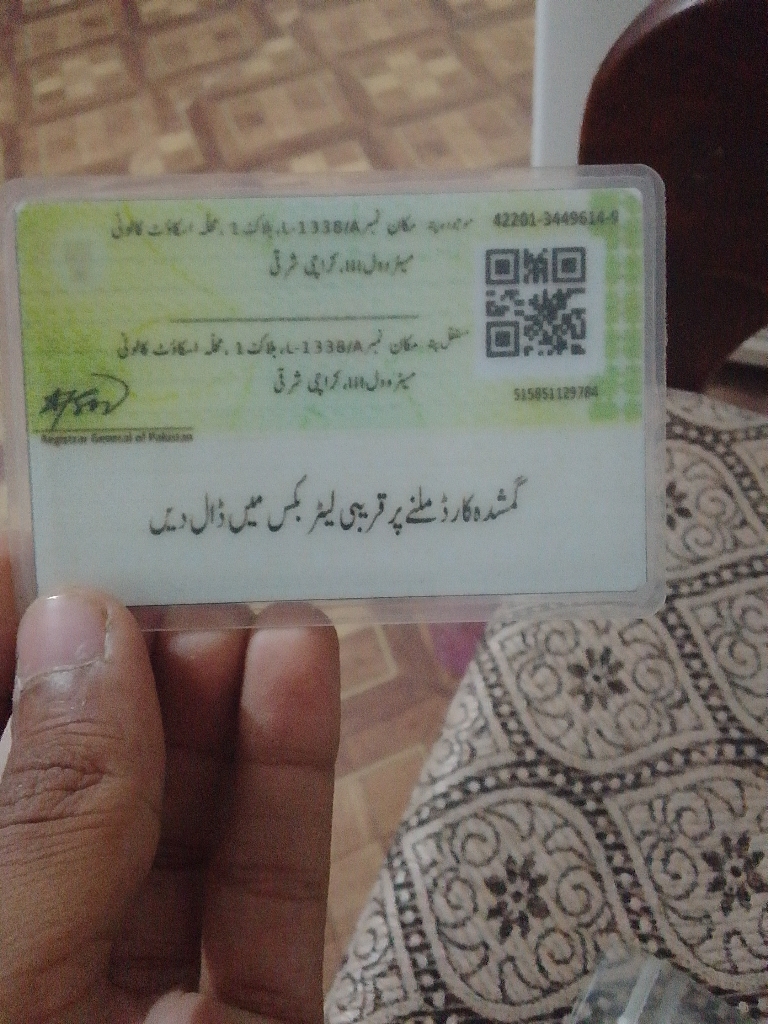 42201-3449614-9
موجودہ پتہ مکان نمبر L-1338/A، بلاک 1، محلہ اسکاؤٹ کالونی
کراچی شرقی
مستقل پتہ مکان نمبر L-1338/A، بلاک 1، محلہ اسکاؤٹ کالونی
کراچی شرقی
515851129784
Registrar General of Pakistan
گمشدہ کارڈ ملنے پر قریبی لیٹر بکس میں ڈال دیں